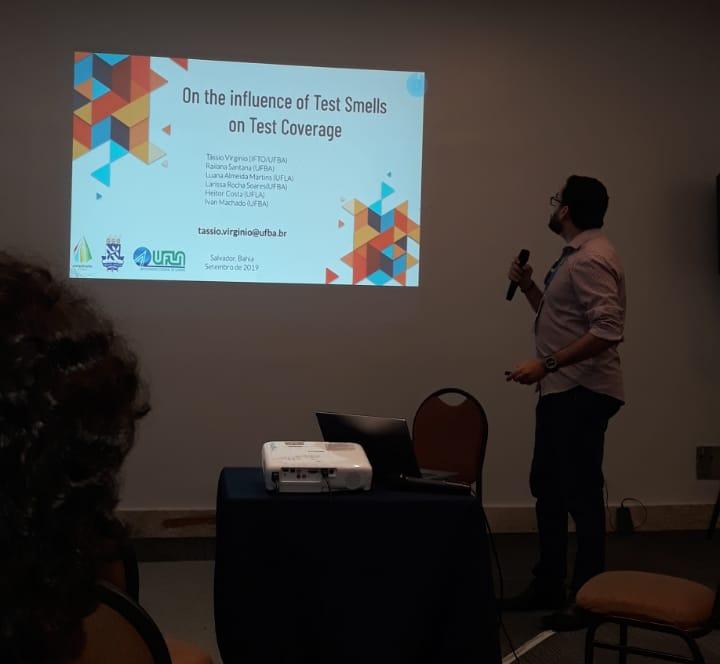 On the influence of Test Smells
on Test Coverage
Tássio Virgínio (IFTO/UFBA)
Railana Santana (UFBA)
Luana Almeida Martins (UFLA)
Larissa Rocha Soares(UFBA)
Heitor Costa (UFLA)
Ivan Machado (UFBA)
tassio.virginio@ufba.br
Salvador, Bahia
Setembro de 2019
UFLA